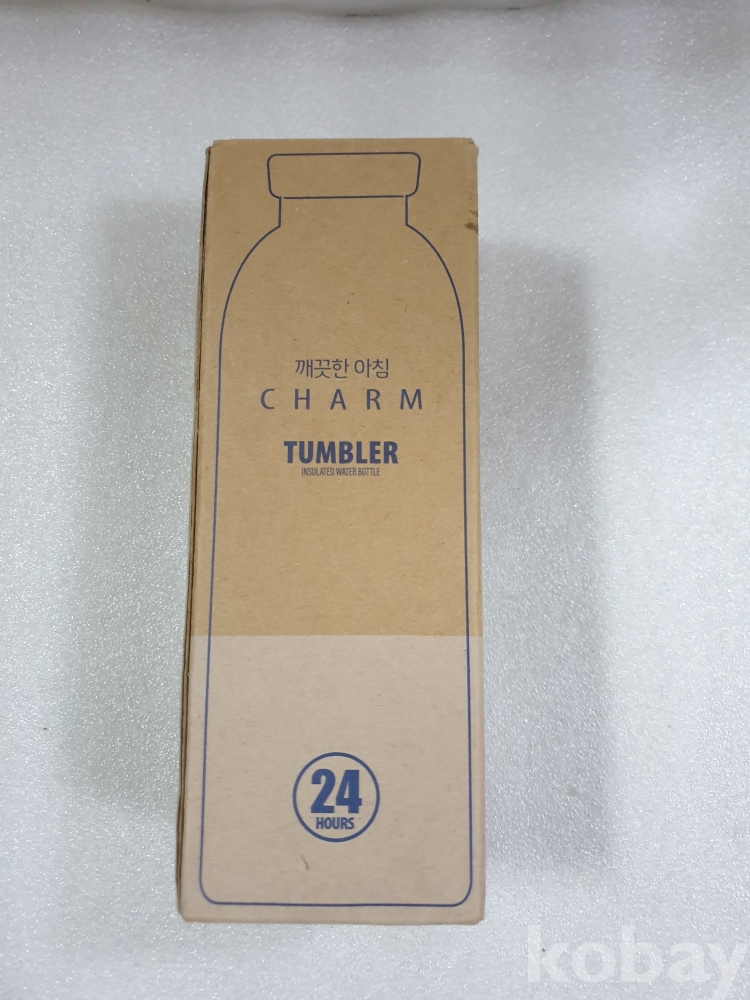 깨끗한 아침
CHARM
TUMBLER
INSULATED WATER BOTTLE
24
HOURS
kobay